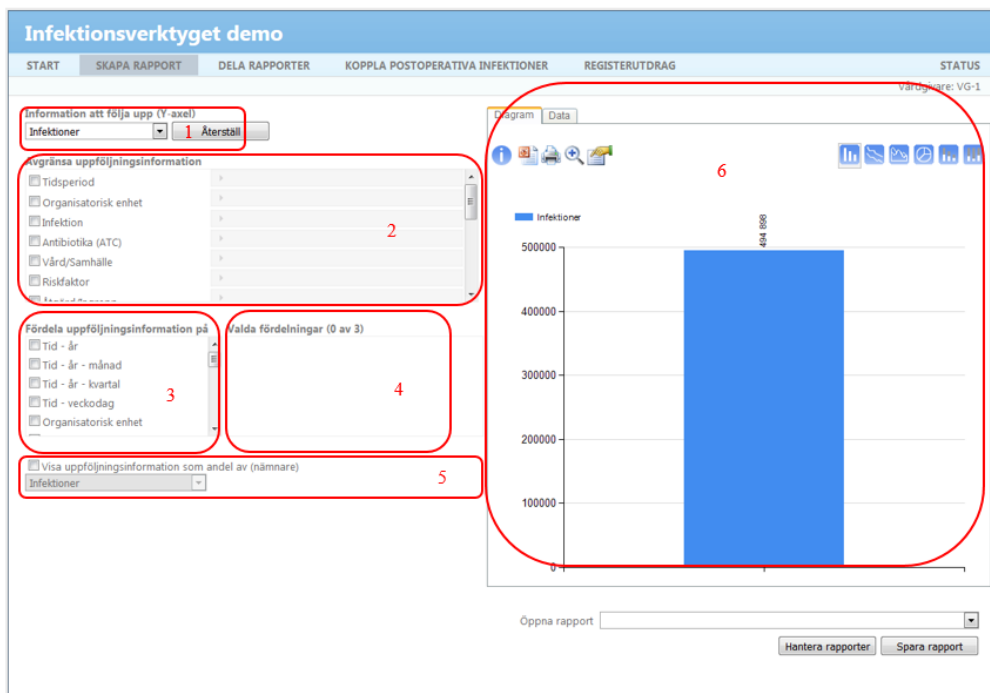 Infektionsverktyget demo
START SKAPA RAPPORT DELA RAPPORTER KOPPLA POSTOPERATIVA INFEKTIONER REGISTERUTDRAG STATUS
Vårdgivare: VG-1
Information att följa upp (Y-axel)
Infektioner 1 Återställ
Avgränsa uppföljningsinformation
Tidsperiod
Organisatorisk enhet
Infektion
2
Antibiotika (ATC)
Vård/Samhälle
Riskfaktor
Fördela uppföljningsinformation på
Tid - år
Tid - år - månad
Tid - år - kvartal
3
Tid - veckodag
Organisatorisk enhet
Valda fördelningar (0 av 3)
4
Visa uppföljningsinformation som andel av (nämnare)
5
Infektioner
Diagram Data
6
Infektioner
494 898
500000
400000
300000
200000
100000
0
Öppna rapport
Hantera rapporter Spara rapport